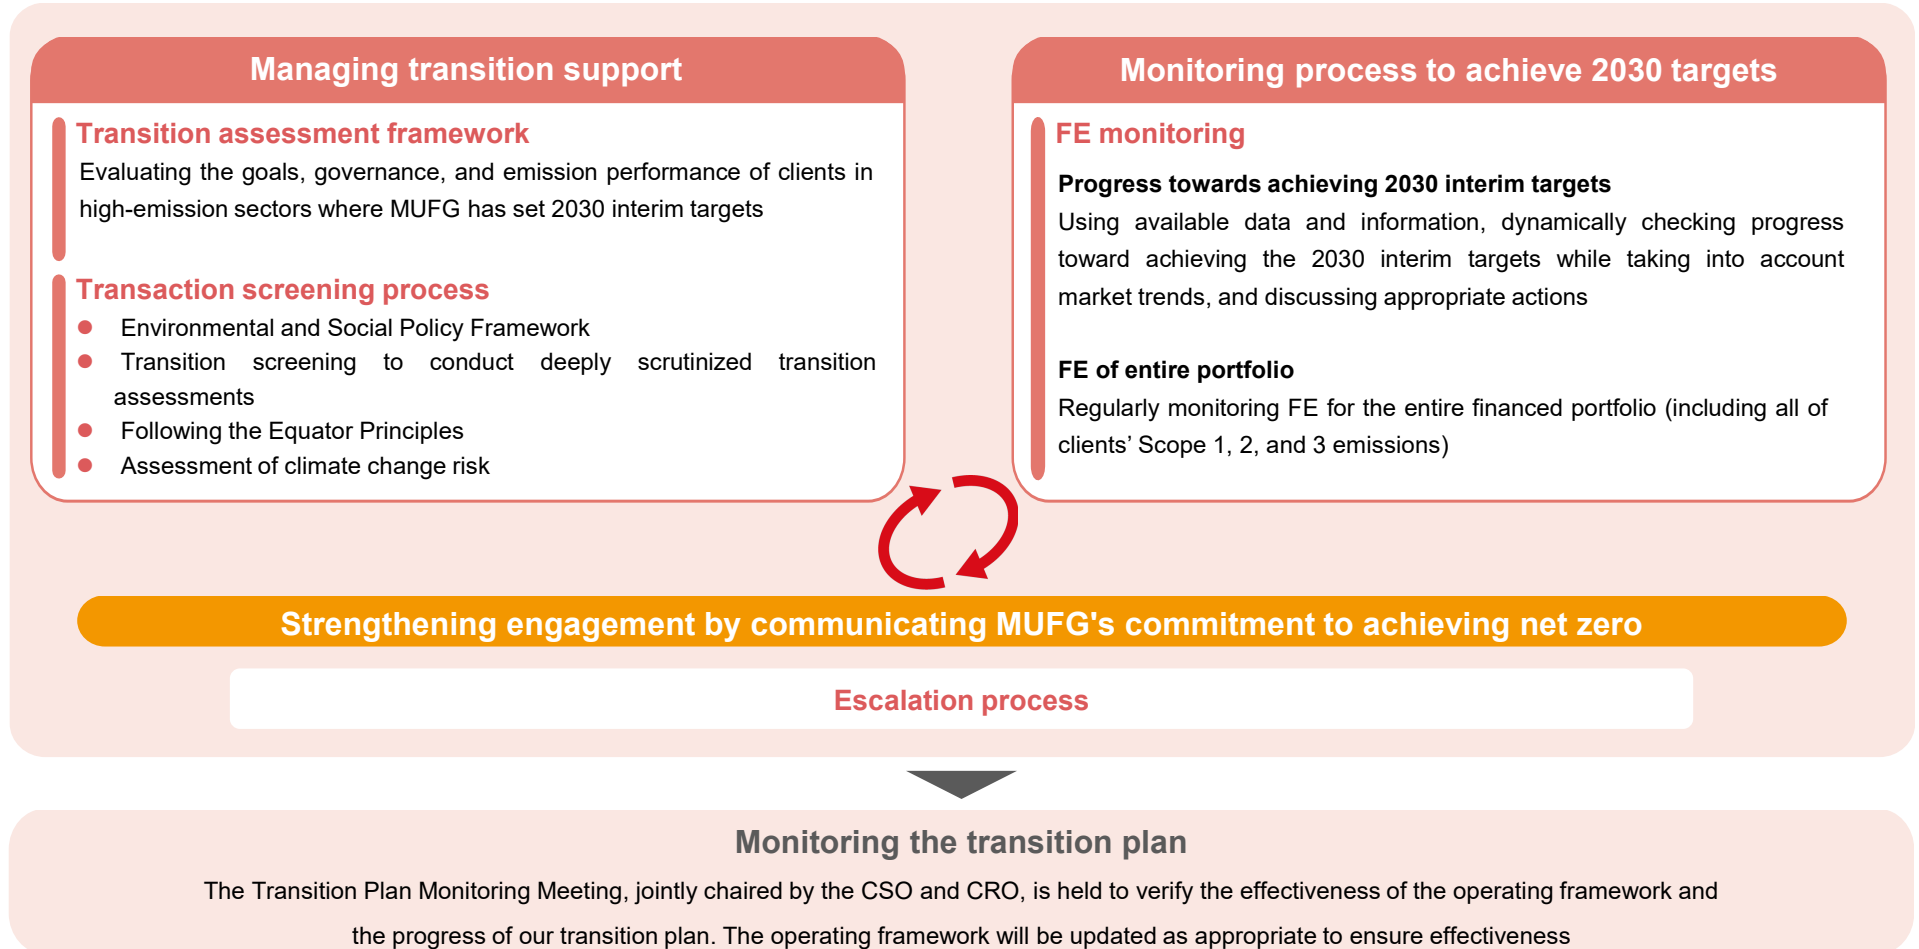 Managing transition support
Transition assessment framework
Evaluating the goals, governance, and emission performance of clients in
high-emission sectors where MUFG has set 2030 interim targets
Transaction screening process
● Environmental and Social Policy Framework
● Transition screening to conduct deeply scrutinized transition
assessments
● Following the Equator Principles
● Assessment of climate change risk
Monitoring process to achieve 2030 targets
FE monitoring
Progress towards achieving 2030 interim targets
Using available data and information, dynamically checking progress
toward achieving the 2030 interim targets while taking into account
market trends, and discussing appropriate actions
FE of entire portfolio
Regularly monitoring FE for the entire financed portfolio (including all of
clients’ Scope 1, 2, and 3 emissions)
Strengthening engagement by communicating MUFG's commitment to achieving net zero
Escalation process
Monitoring the transition plan
The Transition Plan Monitoring Meeting, jointly chaired by the CSO and CRO, is held to verify the effectiveness of the operating framework and
the progress of our transition plan. The operating framework will be updated as appropriate to ensure effectiveness